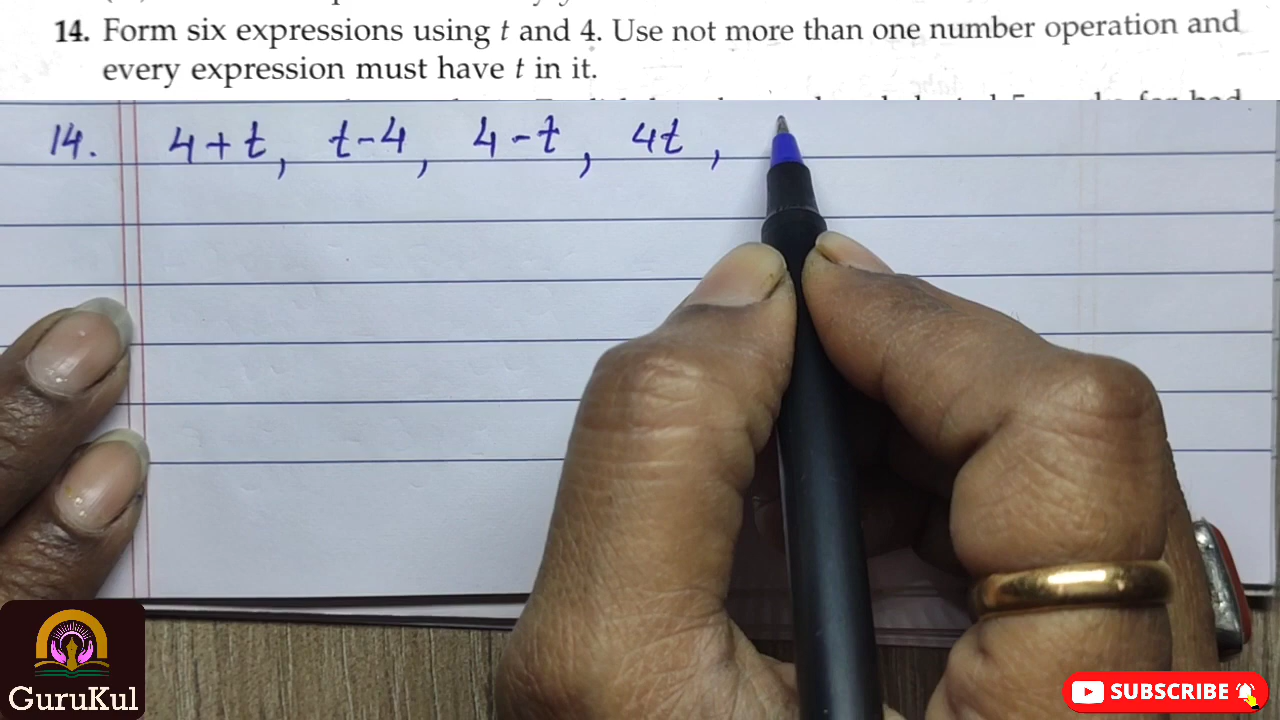 14. Form six expressions using t and 4. Use not more than one number operation and
every expression must have t in it.
14. 4+t, t-4, 4-t, 4t,
GuruKul
SUBSCRIBE